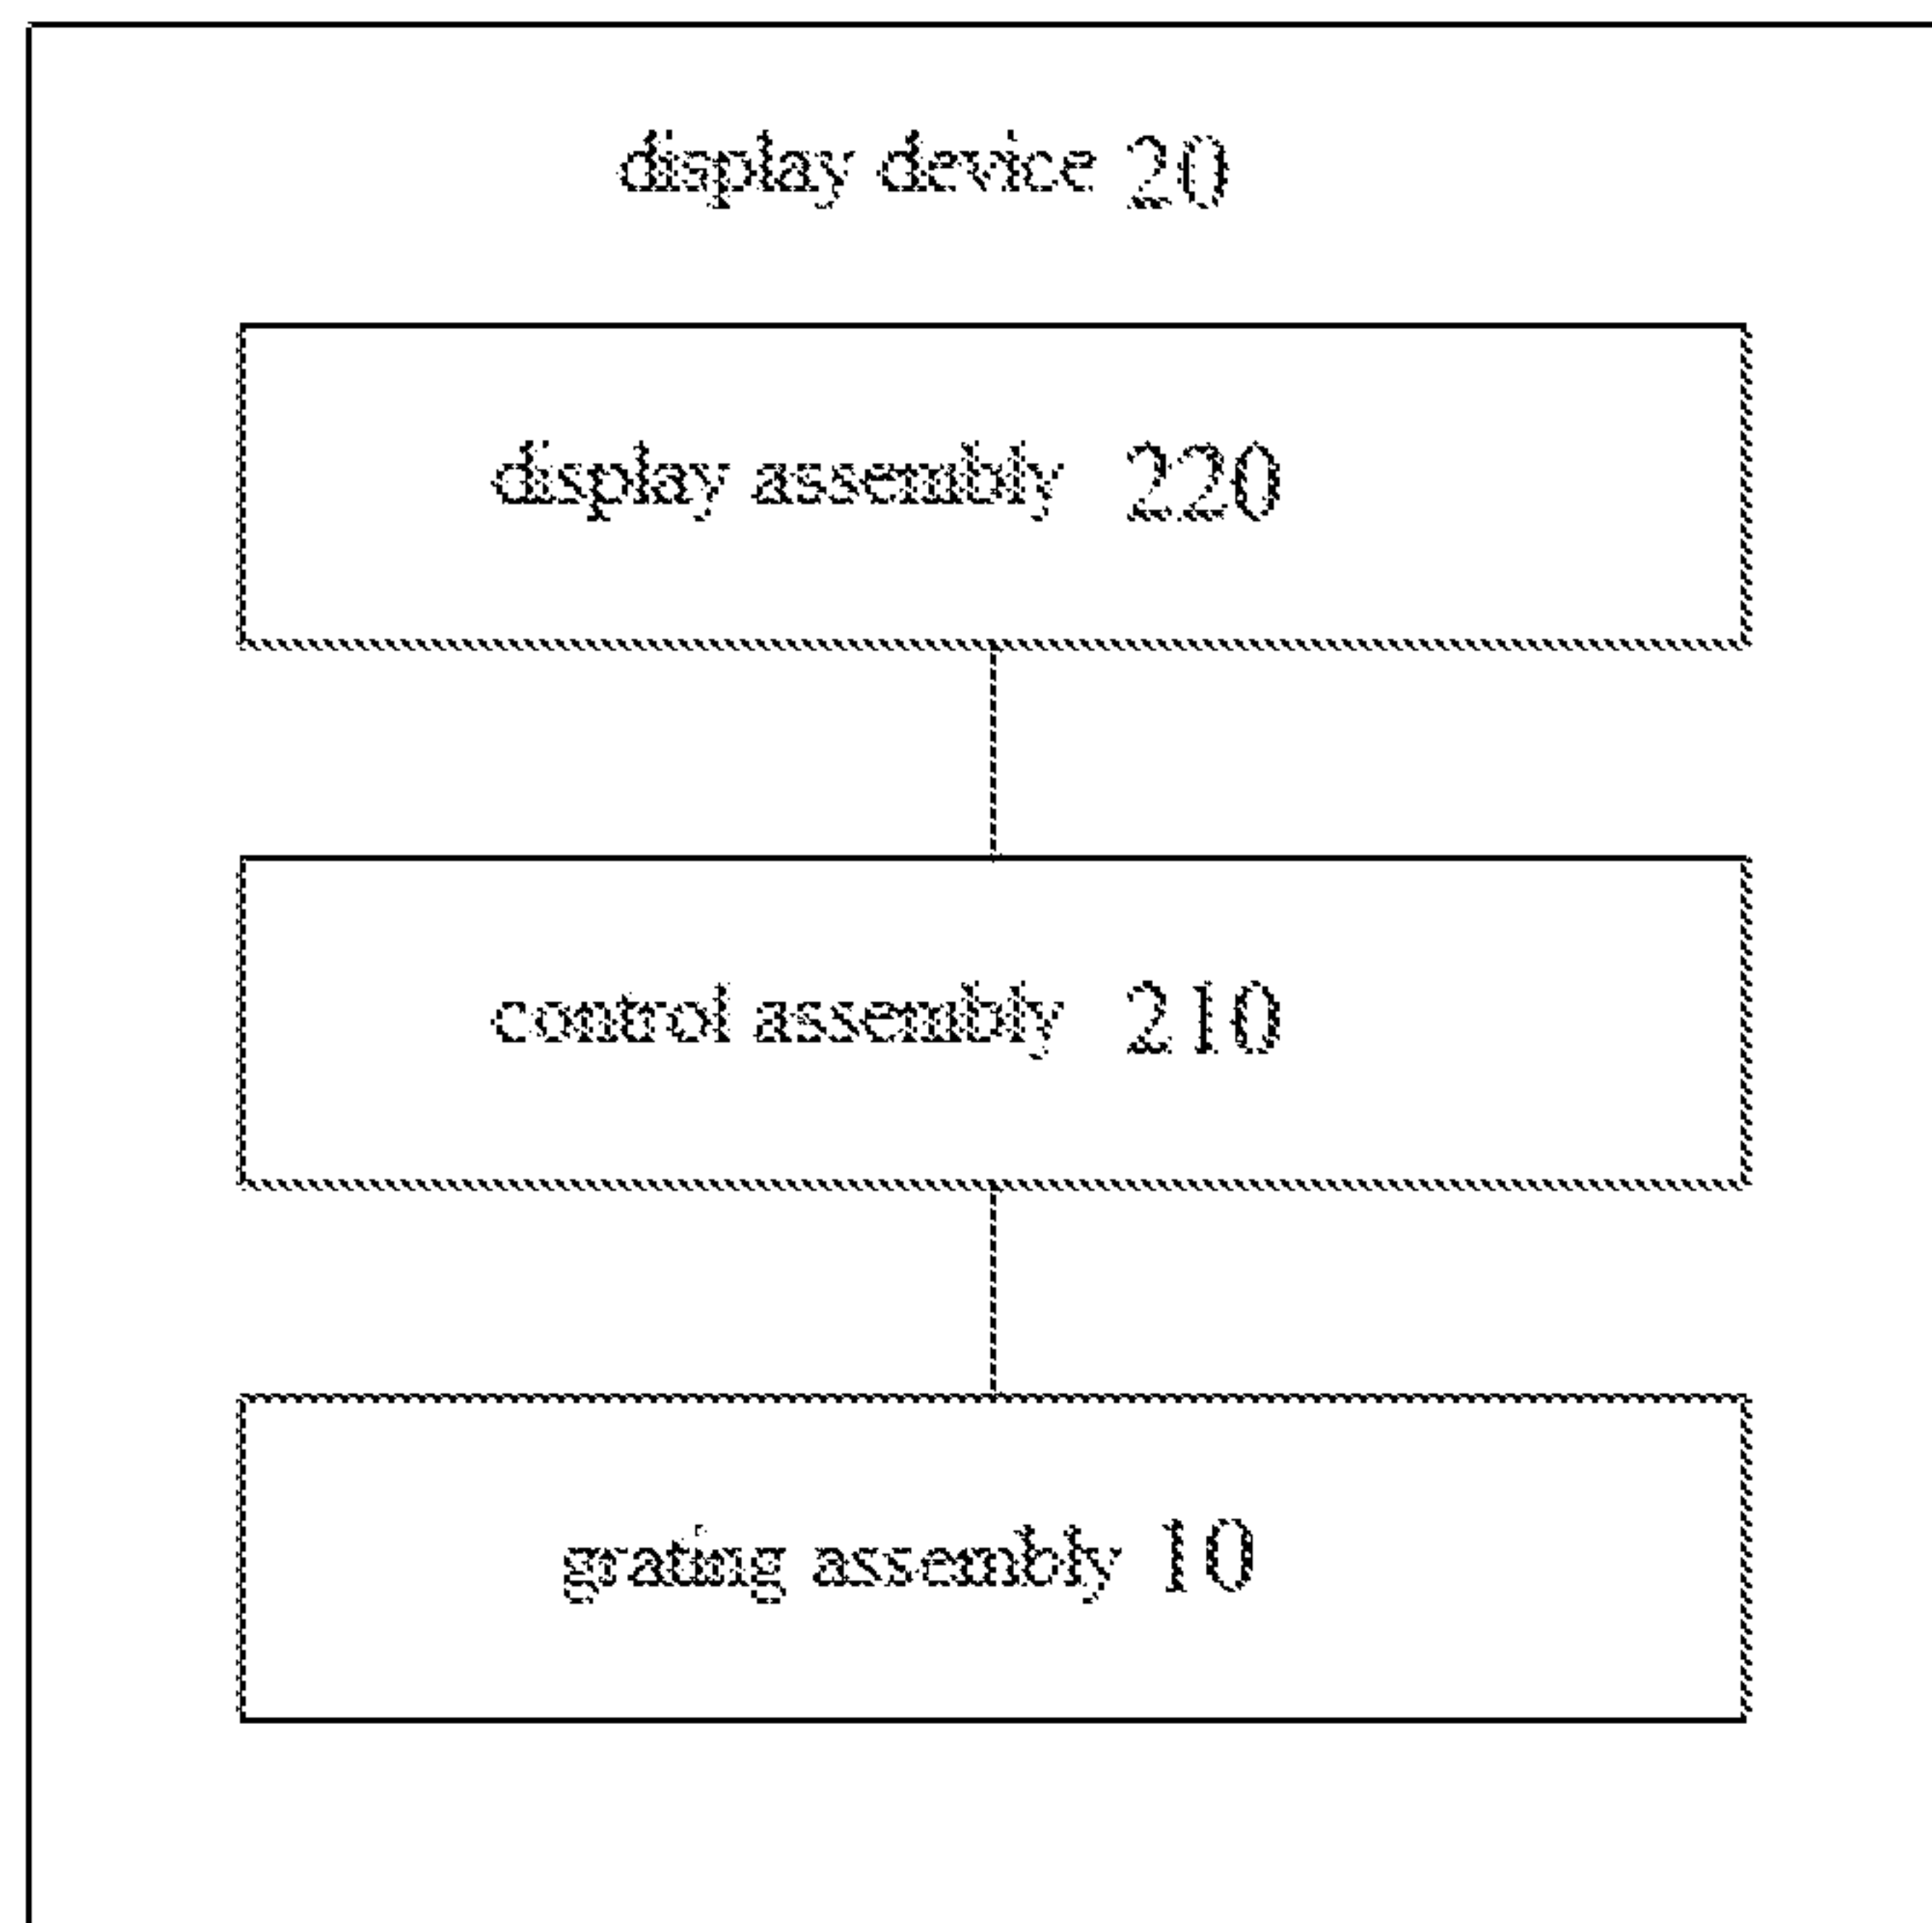 display device 20
display assembly 220
control assembly 210
grating assembly 10